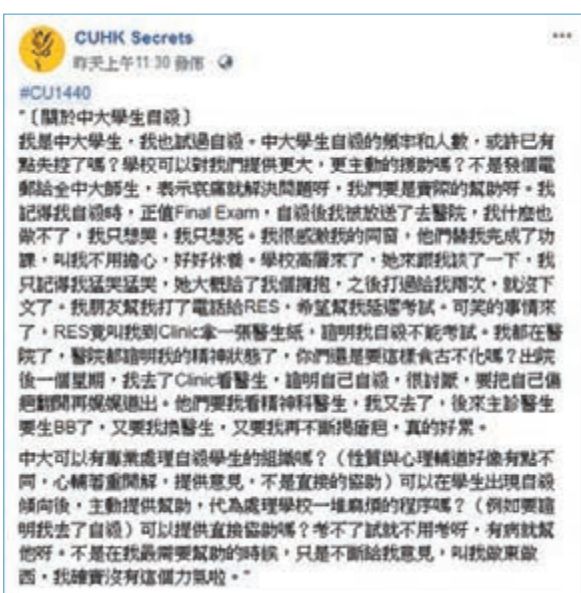 CUHK Secrets
昨天上午11:30 發佈
#CU1440
"〔關於中大學生自殺〕
我是中大學生，我也試過自殺。中大學生自殺的頻率和人數，或許已有
點失控了嗎？學校可以對我們提供更大，更主動的援助嗎？不是發個電
郵給全中大師生，表示哀痛就解決問題呀，我們要是實際的幫助呀。我
記得我自殺時，正值Final Exam，自殺後我被放送了去醫院，我什麼也
做不了，我只想哭，我只想死。我很感激我的同窗，他們替我完成了功
課，叫我不用擔心，好好休養。學校高層來了，她來跟我談了一下，我
只記得我猛哭猛哭，她大概給了我個擁抱，之後打過給我兩次，就沒下
文了。我朋友幫我打了電話給RES，希望幫我延遲考試。可笑的事情來
了，RES竟叫我到Clinic拿一張醫生紙，證明我自殺不能考試。我都在醫
院了，醫院都證明我的精神狀態了，你們還是要這樣食古不化嗎？出院
後一個星期，我去了Clinic看醫生，證明自己自殺，很討厭，要把自己傷
疤翻開再娓娓道出。他們要我看精神科醫生，我又去了，後來主診醫生
要生BB了，又要我換醫生，又要我再不斷揭瘡疤，真的好累。
中大可以有專業處理自殺學生的組織嗎？（性質與心理輔導好像有點不
同，心輔著重開解，提供意見，不是直接的協助）可以在學生出現自殺
傾向後，主動提供幫助，代為處理學校一堆麻煩的程序嗎？（例如要證
明我去了自殺）可以提供直接協助嗎？考不了試就不用考呀，有病就幫
他呀。不是在我最需要幫助的時候，只是不斷給我意見，叫我做東做
西，我確實沒有這個力氣啦。"